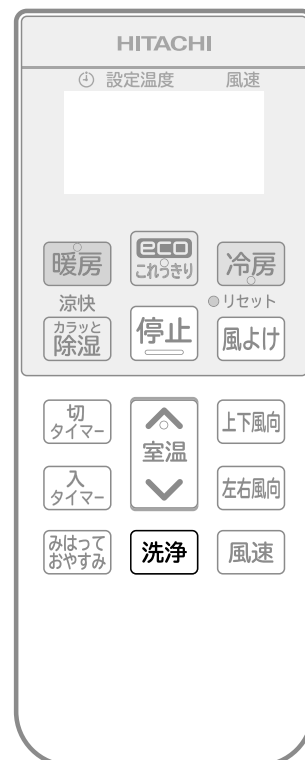 HITACHI
設定温度 風速
暖房
eco
これっきり
冷房
涼快
カラッと
除湿
停止
リセット
風よけ
切
タイマー
室温
上下風向
入
タイマー
左右風向
みはって
おやすみ
洗浄
風速